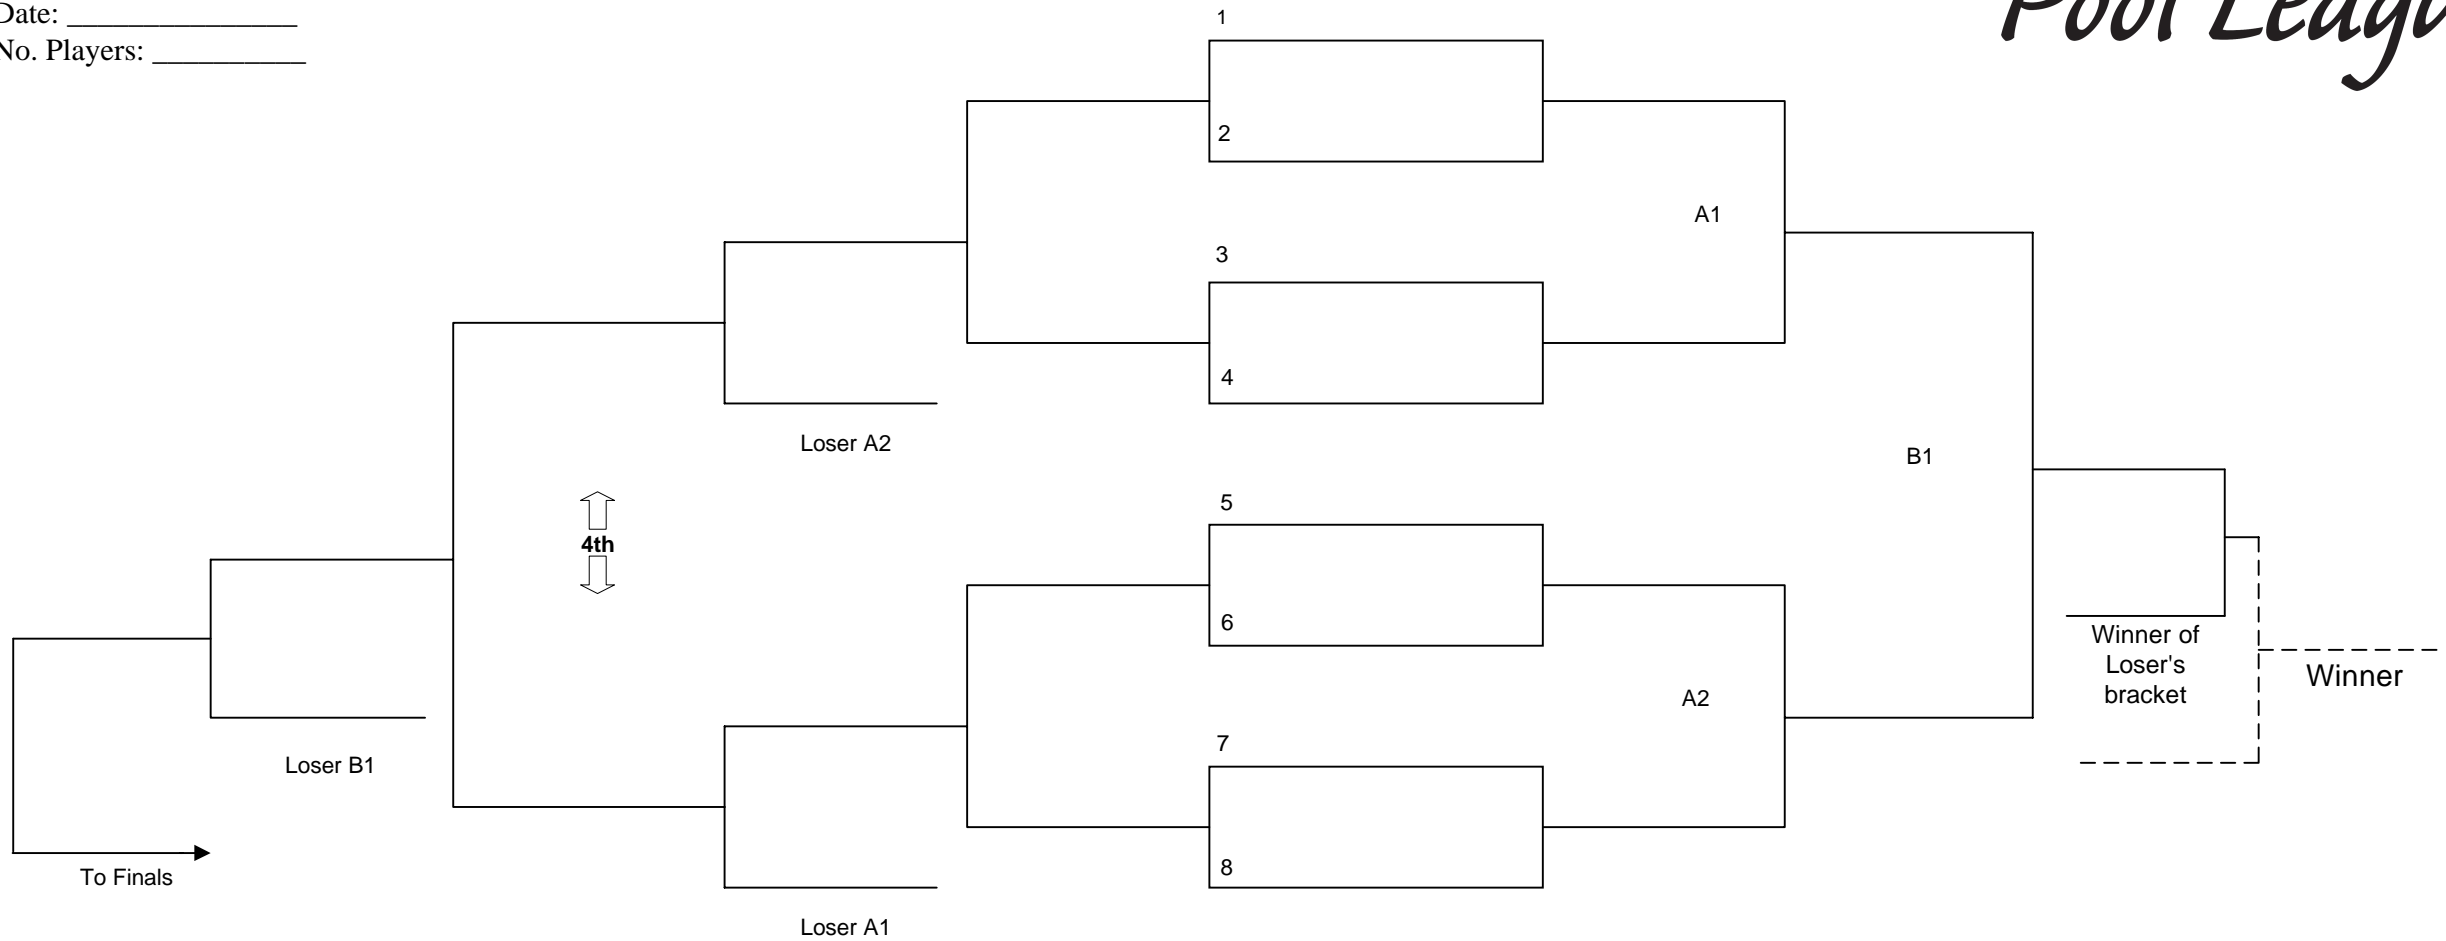 Date: _______________
No. Players: __________
Pool Leagu
1
2
A1
3
4
Loser A2
B1
5
4th
6
Winner of
Loser's
bracket
Winner
A2
7
Loser B1
8
To Finals
Loser A1